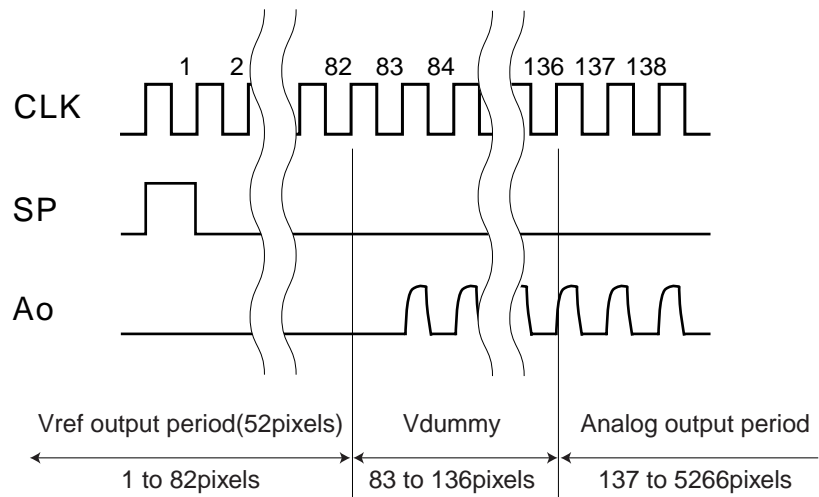 1 2 82 83 84 136 137 138
CLK
SP
Ao
Vref output period(52pixels) Vdummy Analog output period
1 to 82pixels 83 to 136pixels 137 to 5266pixels